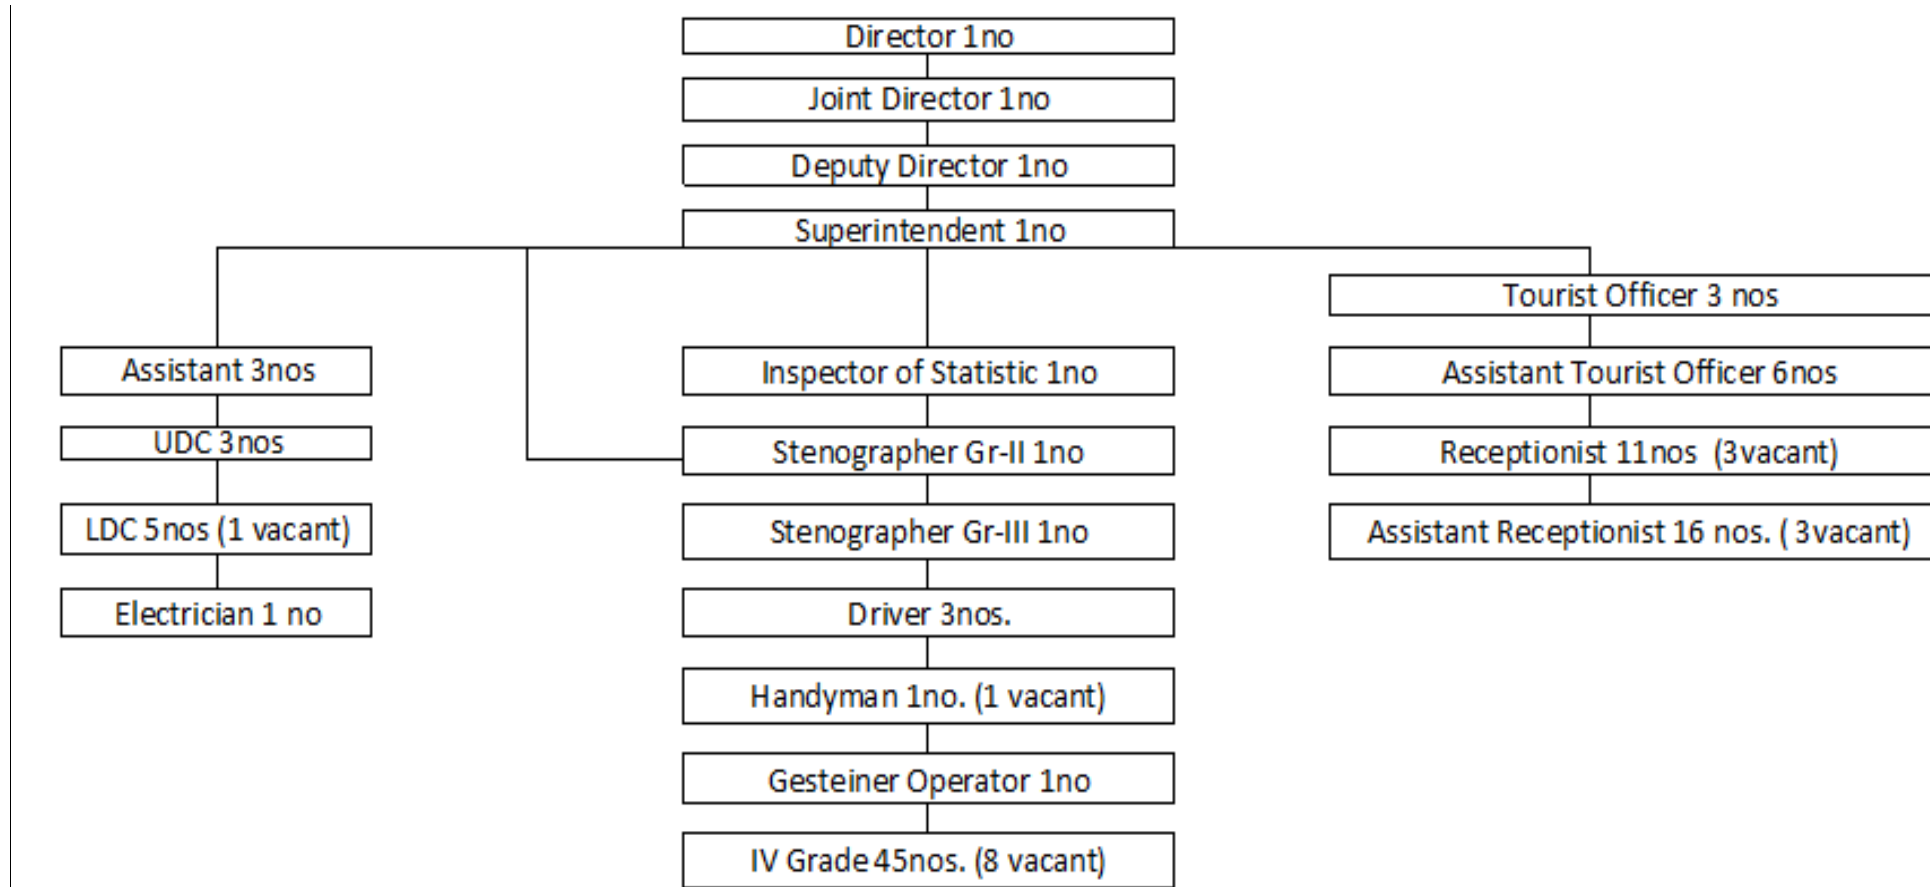 Director 1no
Joint Director 1no
Deputy Director 1no
Superintendent 1no
Tourist Officer 3 nos
Assistant 3nos
Inspector of Statistic 1no
Assistant Tourist Officer 6nos
UDC 3nos
Stenographer Gr-II 1no
Receptionist 11nos (3vacant)
LDC 5nos (1 vacant)
Stenographer Gr-III 1no
Assistant Receptionist 16 nos. ( 3vacant)
Electrician 1 no
Driver 3nos.
Handyman 1no. (1 vacant)
Gesteiner Operator 1no
IV Grade 45nos. (8 vacant)